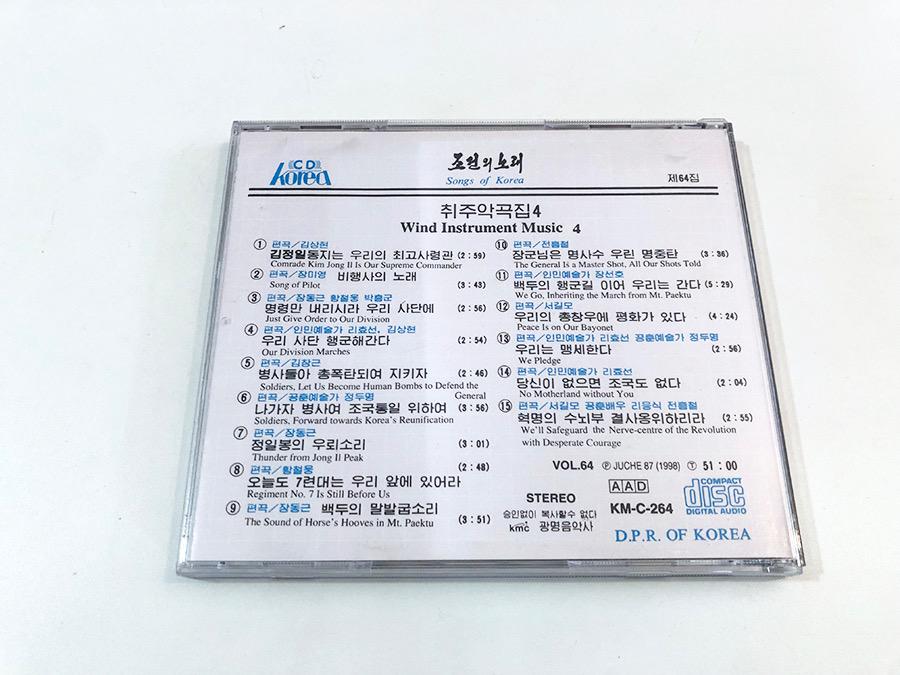 CD
Korea
조선의 노래
Songs of Korea
제64집
취주악곡집4
Wind Instrument Music 4
① 편곡/김상현
김정일동지는 우리의 최고사령관 (2:59)
Comrade Kim Jong Il Is Our Supreme Commander
② 편곡/장미영 비행사의 노래
Song of Pilot (3:43)
③ 편곡/장동근 황철웅 박흥군
명령만 내리시라 우리 사단에 (2:56)
Just Give Order to Our Division
④ 편곡/인민예술가 리효선, 김상현
우리 사단 행군해간다 (2:54)
Our Division Marches
⑤ 편곡/김장근
병사들아 총폭탄되여 지키자 (2:46)
Soldiers, Let Us Become Human Bombs to Defend the General
⑥ 편곡/공훈예술가 정두명
나가자 병사여 조국통일 위하여 (3:56)
Soldiers, Forward towards Korea's Reunification
⑦ 편곡/장동근
정일봉의 우뢰소리 (3:01)
Thunder from Jong Il Peak
⑧ 편곡/황철웅 (2:48)
오늘도 7련대는 우리 앞에 있어라
Regiment No. 7 Is Still Before Us
⑨ 편곡/장동근 백두의 말발굽소리
The Sound of Horse's Hooves in Mt. Paektu (3:51)
⑩ 편곡/전흥철
장군님은 명사수 우린 명중탄 (3:36)
The General Is a Master Shot, All Our Shots Told
⑪ 편곡/인민예술가 장선호
백두의 행군길 이어 우리는 간다 (5:29)
We Go, Inheriting the March from Mt. Paektu
⑫ 편곡/서길모
우리의 총창우에 평화가 있다 (4:24)
Peace Is on Our Bayonet
⑬ 편곡/인민예술가 리효선 공훈예술가 정두명
우리는 맹세한다 (2:56)
We Pledge
⑭ 편곡/인민예술가 리효선
당신이 없으면 조국도 없다 (2:04)
No Motherland without You
⑮ 편곡/서길모 공훈배우 리응식 전흥철
혁명의 수뇌부 결사옹위하리라 (2:55)
We'll Safeguard the Nerve-centre of the Revolution
with Desperate Courage
VOL.64 Ⓟ JUCHE 87 (1998) Ⓣ 51:00
STEREO
AAD
COMPACT
disc
DIGITAL AUDIO
승인없이 복사할수 없다
KM-C-264
kmc 광명음악사
D.P.R. OF KOREA